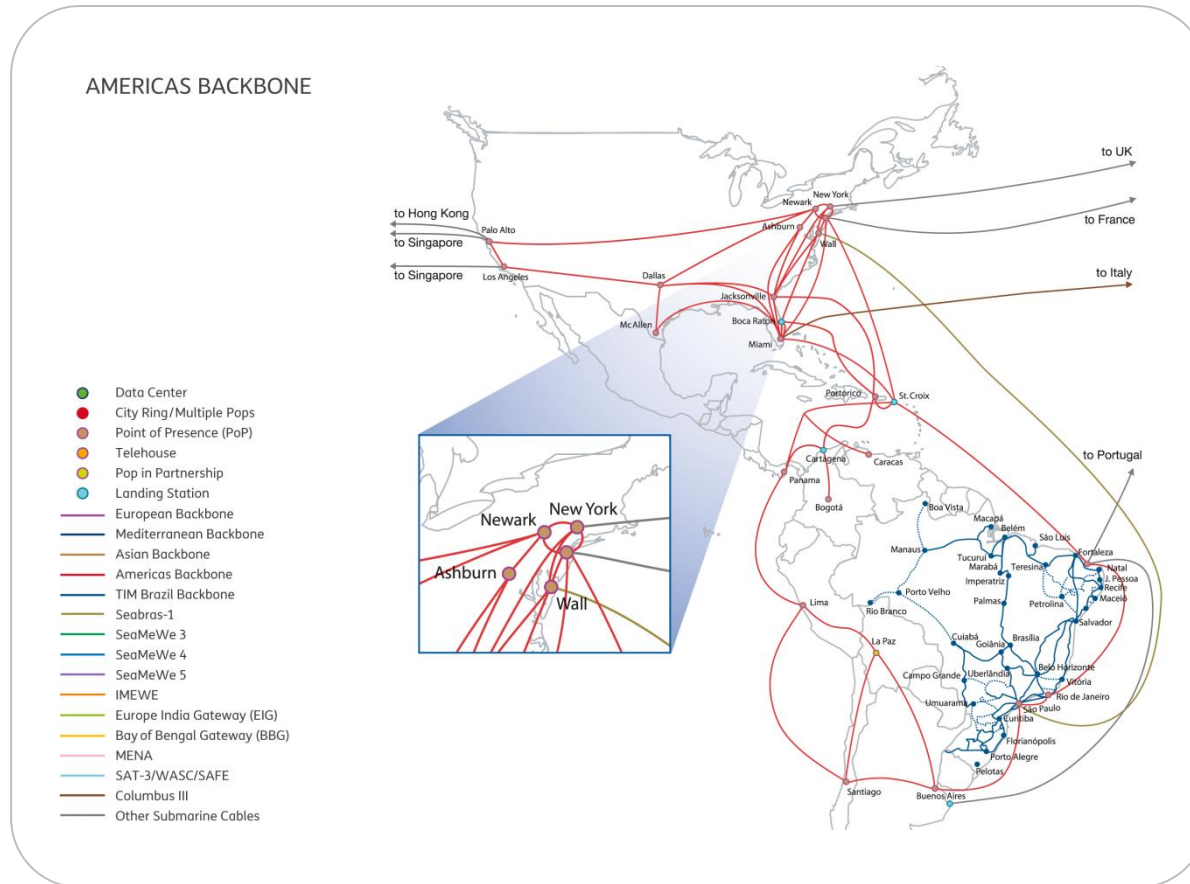 AMERICAS BACKBONE
to UK
New York
Newark
to Hong Kong
to France
Palo Alto
Ashburn
to Singapore
Wall
to Singapore
Los Angeles
Dallas
to Italy
Jacksonville
Mc Allen
Boca Raton
Miami
Data Center
City Ring/Multiple Pops
Point of Presence (PoP)
Telehouse
Pop in Partnership
Landing Station
European Backbone
Mediterranean Backbone
Asian Backbone
Americas Backbone
TIM Brazil Backbone
Seabras-1
SeaMeWe 3
SeaMeWe 4
SeaMeWe 5
IMEWE
Europe India Gateway (EIG)
Bay of Bengal Gateway (BBG)
MENA
SAT-3/WASC/SAFE
Columbus III
Other Submarine Cables
New York
Newark
Ashburn
Wall
Portorico
St. Croix
Cartagena
Caracas
to Portugal
Panama
Bogotá
Boa Vista
Macapá
Belém
São Luis
Manaus
Tucuruí
Fortaleza
Marabá
Teresina
Natal
Imperatriz
J. Pessoa
Recife
Porto Velho
Palmas
Petrolina
Maceió
Lima
Rio Branco
Salvador
La Paz
Cuiabá
Goiânia
Brasília
Campo Grande
Uberlândia
Belo Horizonte
Vitória
Rio de Janeiro
Umuarama
São Paulo
Curitiba
Florianópolis
Porto Alegre
Pelotas
Santiago
Buenos Aires